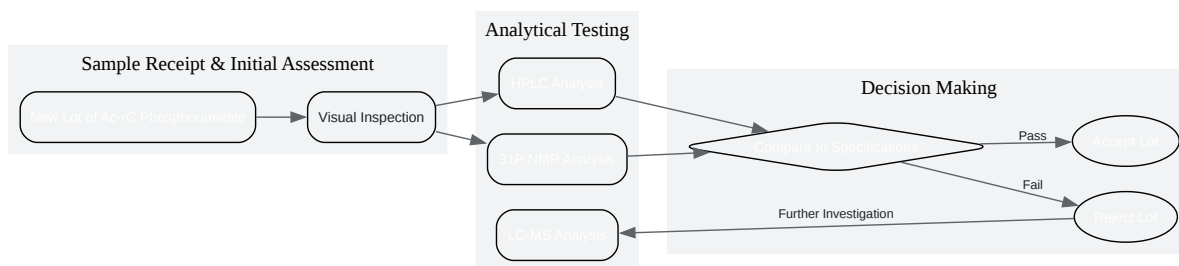 Sample Receipt & Initial Assessment
New Lot of Ac-rC Phosphoramidite
Visual Inspection
Analytical Testing
HPLC Analysis
31P NMR Analysis
LC-MS Analysis
Decision Making
Compare to Specifications
Pass
Accept Lot
Fail
Reject Lot
Further Investigation